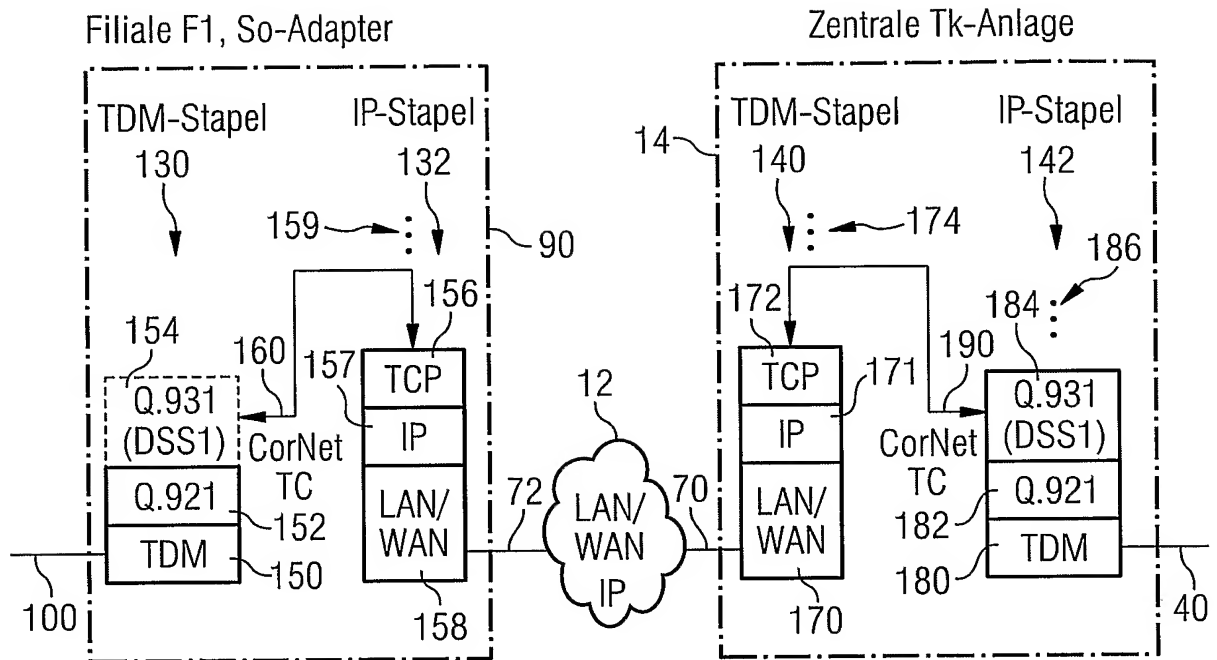 Filiale F1, So-Adapter
TDM-Stapel
130
IP-Stapel
132
159
90
154
160
156
157
Q.931
(DSS1)
CorNet
TC
Q.921
152
TDM
150
100
TCP
IP
LAN/
WAN
158
72
12
LAN/
WAN
IP
70
Zentrale Tk-Anlage
14
TDM-Stapel
140
174
IP-Stapel
142
186
172
171
TCP
IP
LAN/
WAN
170
190
184
CorNet
TC
Q.931
(DSS1)
182
Q.921
180
TDM
40